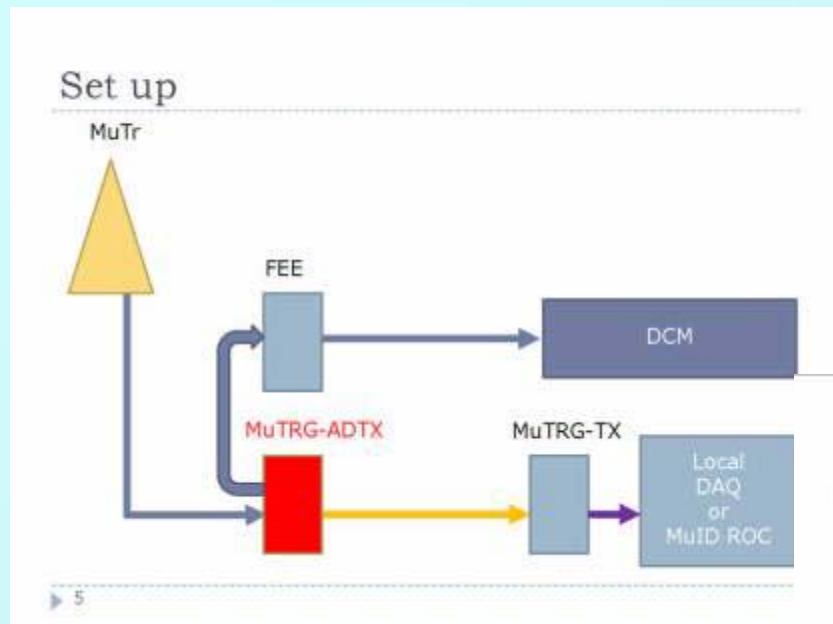 Set up
MuTr
FEE
DCM
MuTRG-ADTX
MuTRG-TX
Local
DAQ
or
MuID ROC
5